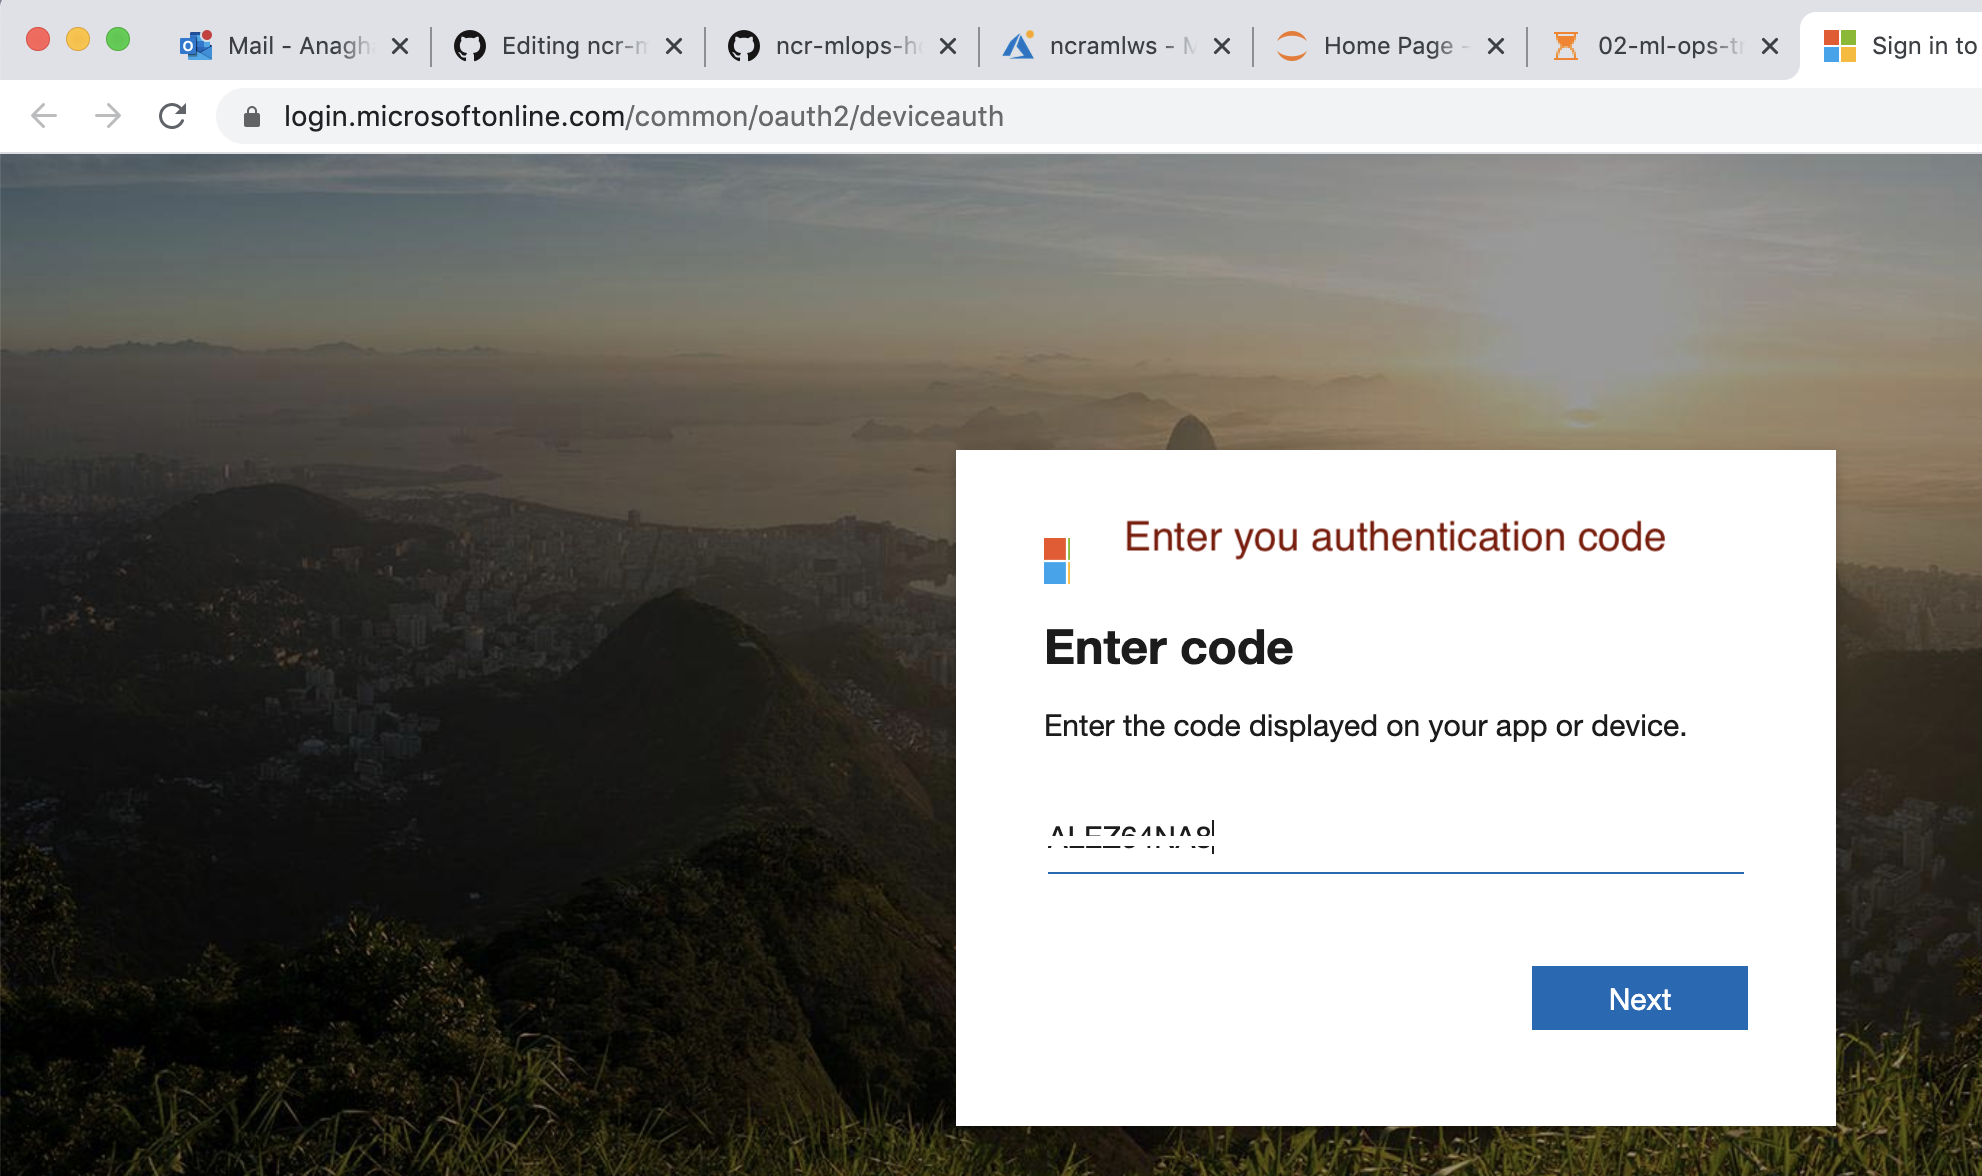 Mail - Anagh
Editing ncr-m
ncr-mlops-h
ncramlws - M
Home Page -
02-ml-ops-tr
Sign in to
login.microsoftonline.com/common/oauth2/deviceauth
Enter you authentication code
Enter code
Enter the code displayed on your app or device.
Next